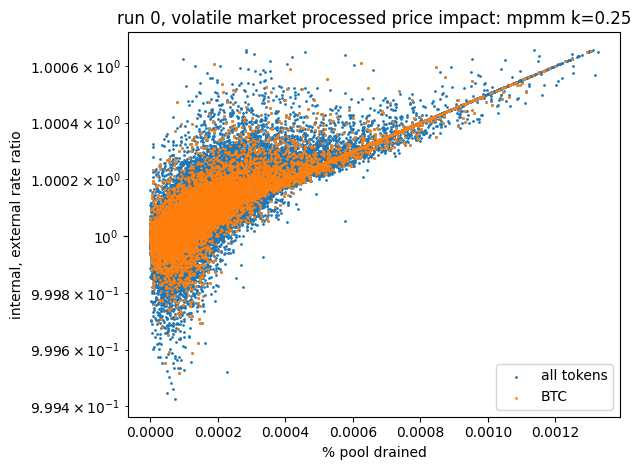 run 0, volatile market processed price impact: mpmm k=0.25
internal, external rate ratio
1.0006 × 10⁰
1.0004 × 10⁰
1.0002 × 10⁰
10⁰
9.998 × 10⁻¹
9.996 × 10⁻¹
9.994 × 10⁻¹
all tokens
BTC
0.0000 0.0002 0.0004 0.0006 0.0008 0.0010 0.0012
% pool drained